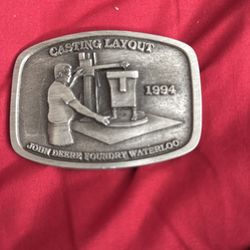 CASTING LAYOUT
1994
JOHN DEERE FOUNDRY WATERLOO